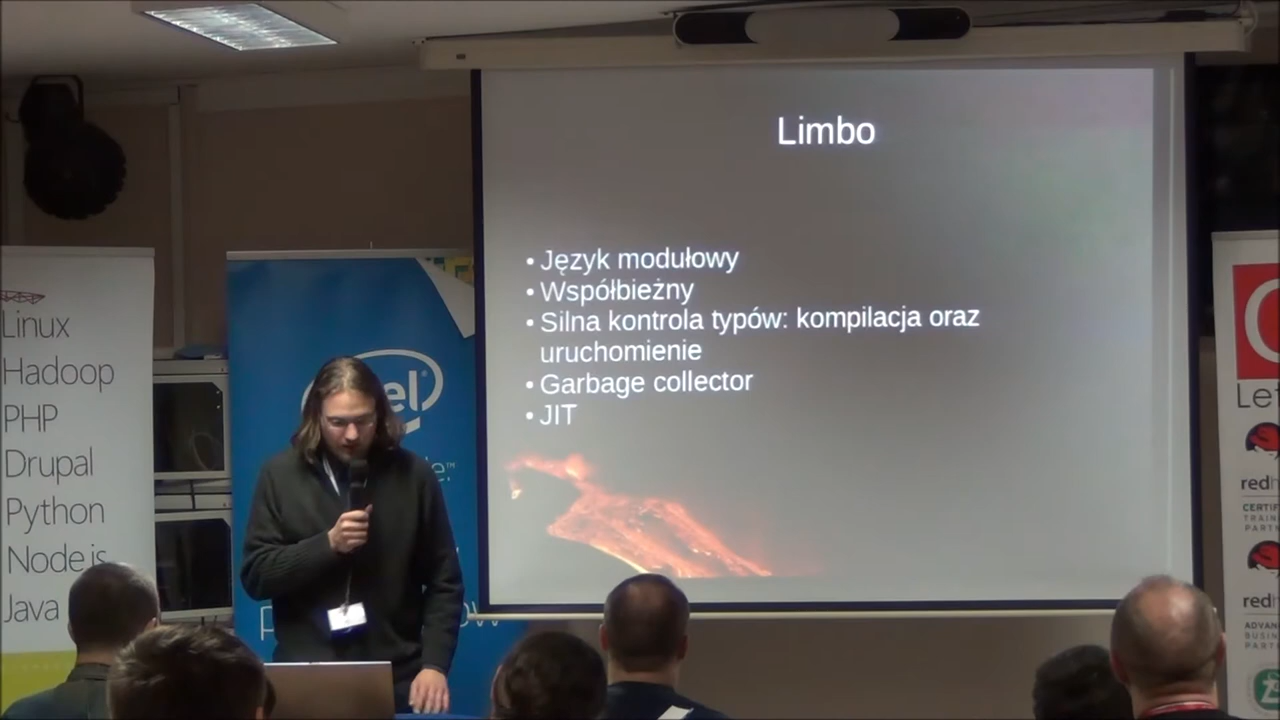 Limbo
• Język modułowy
• Współbieżny
• Silna kontrola typów: kompilacja oraz
uruchomienie
• Garbage collector
• JIT
Linux
Hadoop
PHP
Drupal
Python
Node.js
Java